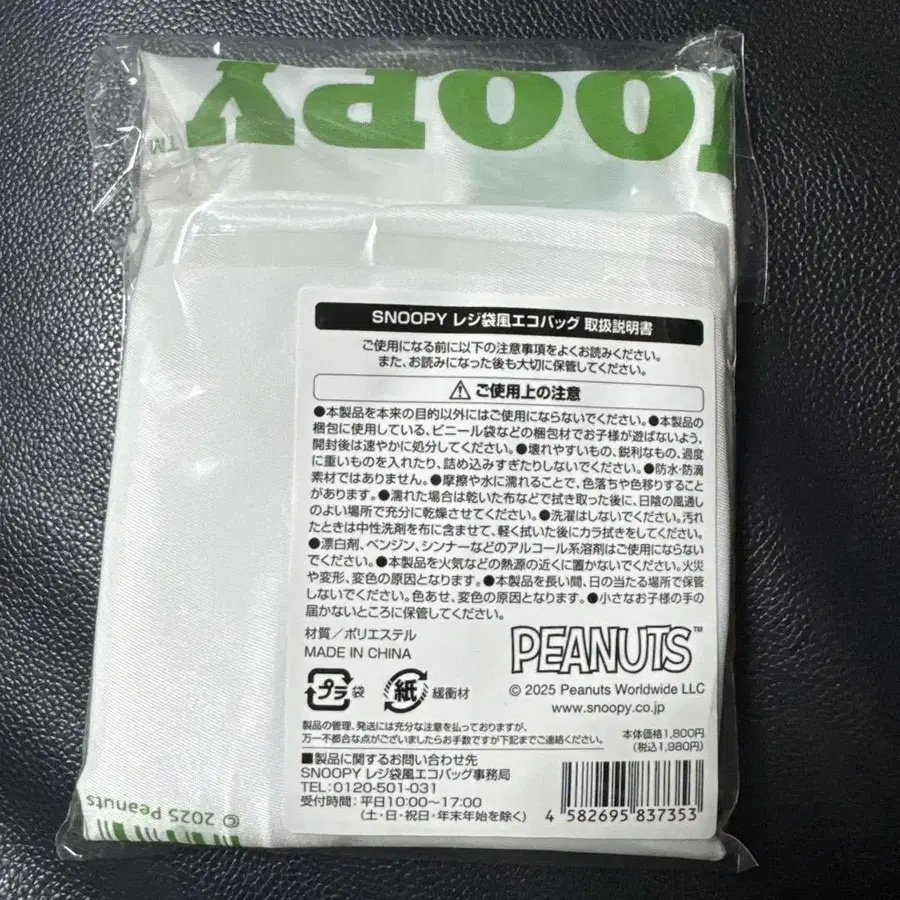 OOPY
TM
SNOOPY レジ袋風エコバッグ 取扱説明書
ご使用になる前に以下の注意事項をよくお読みください。
また、お読みになった後も大切に保管してください。
ご使用上の注意
●本製品を本来の目的以外にはご使用にならないでください。●本製品の
梱包に使用している、ビニール袋などの梱包材でお子様が遊ばないよう、
開封後は速やかに処分してください。●壊れやすいもの、鋭利なもの、過度
に重いものを入れたり、詰め込みすぎたりしないでください。●防水・防滴
素材ではありません。●摩擦や水に濡れることで、色落ちや色移りすること
があります。●濡れた場合は乾いた布などで拭き取った後に、日陰の風通し
のよい場所で充分に乾燥させてください。●洗濯はしないでください。汚れ
たときは中性洗剤を布に含ませて、軽く拭いた後にカラ拭きをしてください。
●漂白剤、ベンジン、シンナーなどのアルコール系溶剤はご使用にならない
でください。●本製品を火気などの熱源の近くに置かないでください。火災
や変形、変色の原因となります。●本製品を長い間、日の当たる場所で保管
しないでください。色あせ、変色の原因となります。●小さなお子様の手の
届かないところに保管してください。
材質／ポリエステル
MADE IN CHINA
PEANUTS™
プラ 袋
紙 緩衝材
© 2025 Peanuts Worldwide LLC
www.snoopy.co.jp
製品の管理、発送には充分な注意を払っておりますが、
万一不都合な点がございましたらお手数ですが下記までご連絡ください。
本体価格1,800円
(税込1,980円)
■製品に関するお問い合わせ先
SNOOPY レジ袋風エコバッグ事務局
TEL:0120-501-031
受付時間：平日10:00〜17:00
(土・日・祝日・年末年始を除く)
4 582695 837353
© 2025 Peanuts